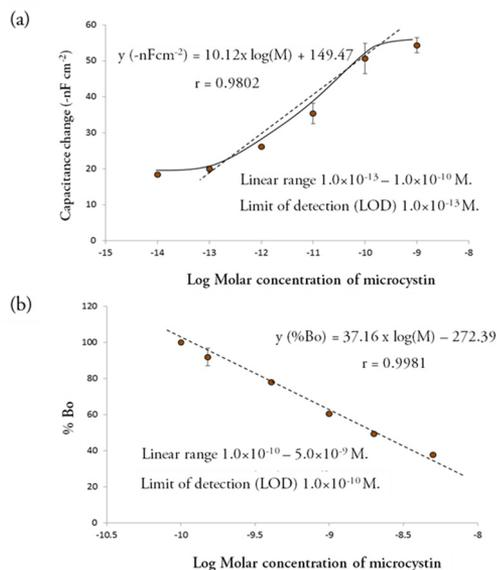 (a)
60
50
40
30
20
10
0
Capacitance change (-nF cm-2)
y (-nFcm-2) = 10.12x log(M) + 149.47
r = 0.9802
Linear range 1.0×10-13 – 1.0×10-10 M.
Limit of detection (LOD) 1.0×10-13 M.
-15 -14 -13 -12 -11 -10 -9 -8
Log Molar concentration of microcystin
(b)
120
100
80
60
40
20
0
% Bo
y (%Bo) = 37.16 x log(M) – 272.39
r = 0.9981
Linear range 1.0×10-10 – 5.0×10-9 M.
Limit of detection (LOD) 1.0×10-10 M.
-10.5 -10 -9.5 -9 -8.5 -8
Log Molar concentration of microcystin